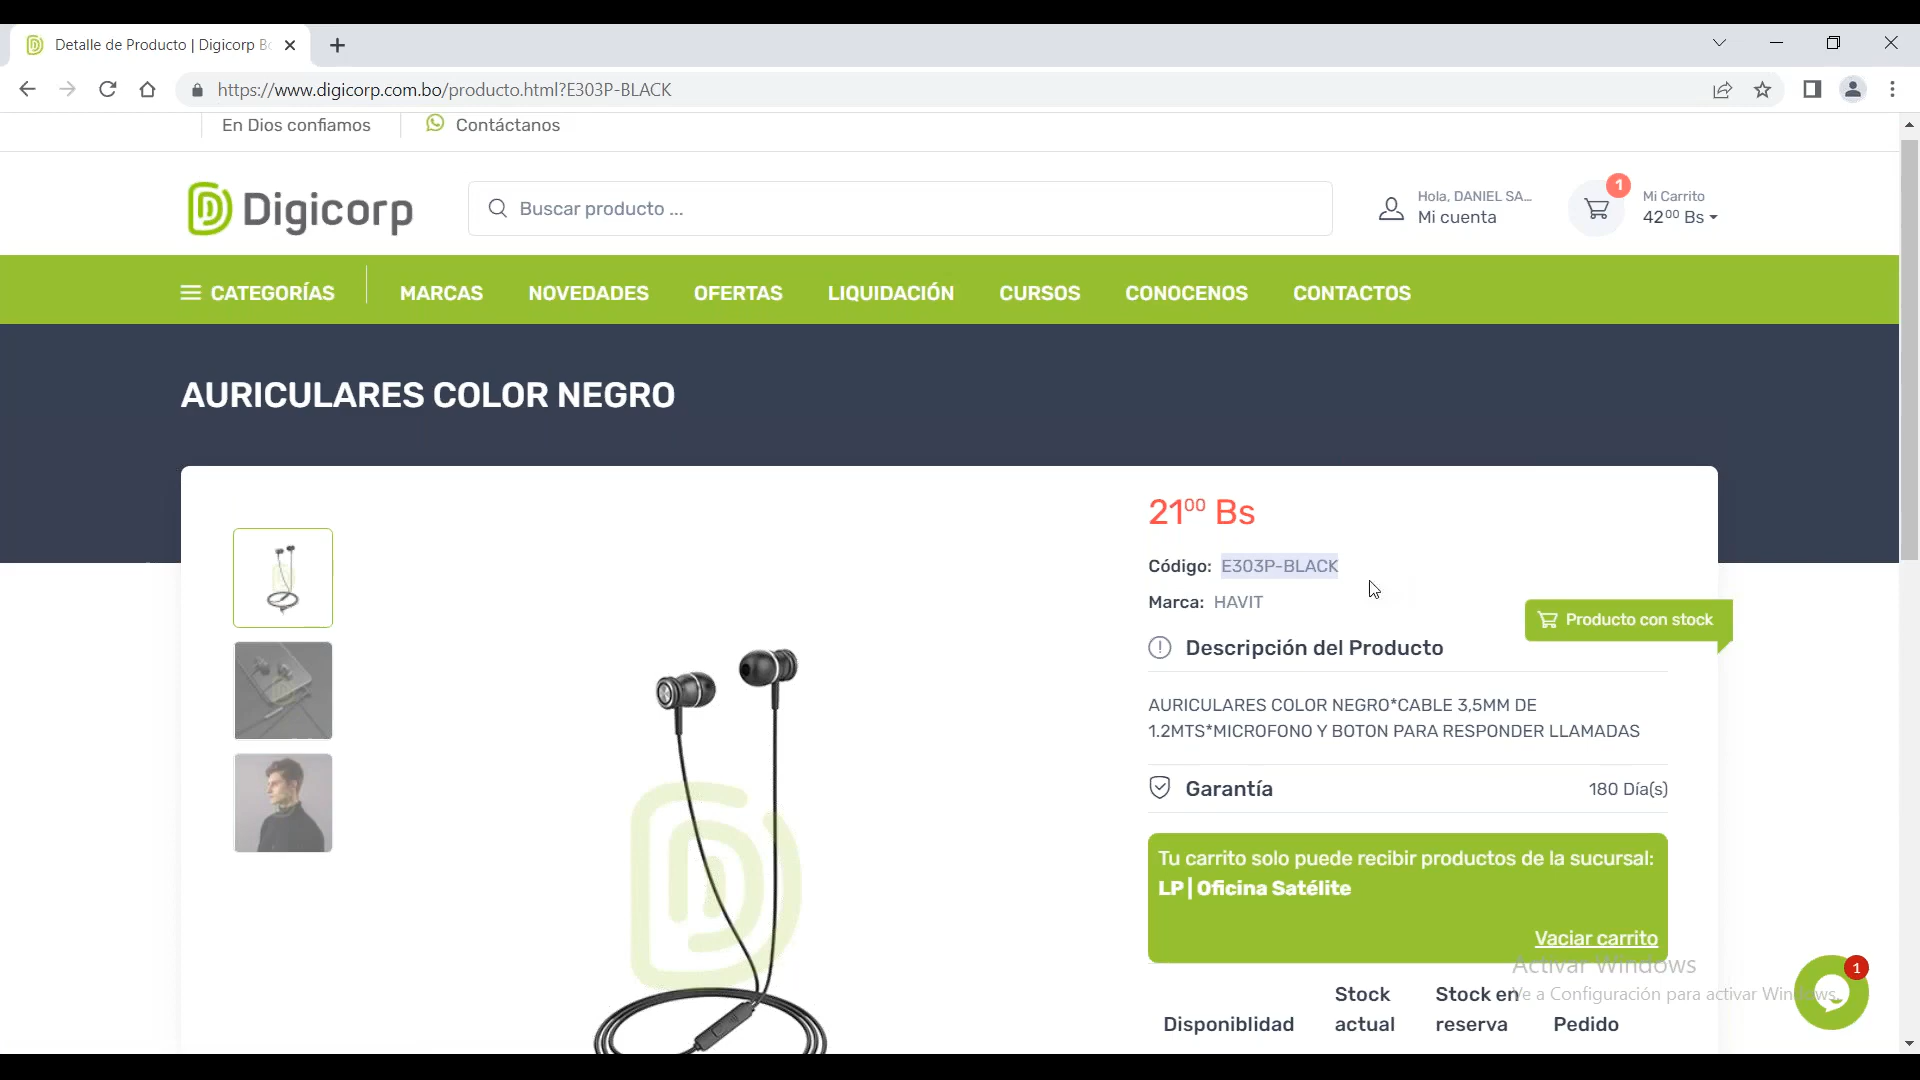 Detalle de Producto | Digicorp Bo
https://www.digicorp.com.bo/producto.html?E303P-BLACK
En Dios confiamos
Contáctanos
Digicorp
Buscar producto ...
Hola, DANIEL SA...
Mi cuenta
1
Mi Carrito
42⁰⁰ Bs
CATEGORÍAS
MARCAS
NOVEDADES
OFERTAS
LIQUIDACIÓN
CURSOS
CONOCENOS
CONTACTOS
AURICULARES COLOR NEGRO
21⁰⁰ Bs
Código: E303P-BLACK
Marca: HAVIT
Producto con stock
Descripción del Producto
AURICULARES COLOR NEGRO*CABLE 3,5MM DE
1.2MTS*MICROFONO Y BOTON PARA RESPONDER LLAMADAS
Garantía 180 Día(s)
Tu carrito solo puede recibir productos de la sucursal:
LP | Oficina Satélite
Vaciar carrito
Activar Windows
Ve a Configuración para activar Windows.
1
Disponiblidad
Stock
actual
Stock en
reserva
Pedido